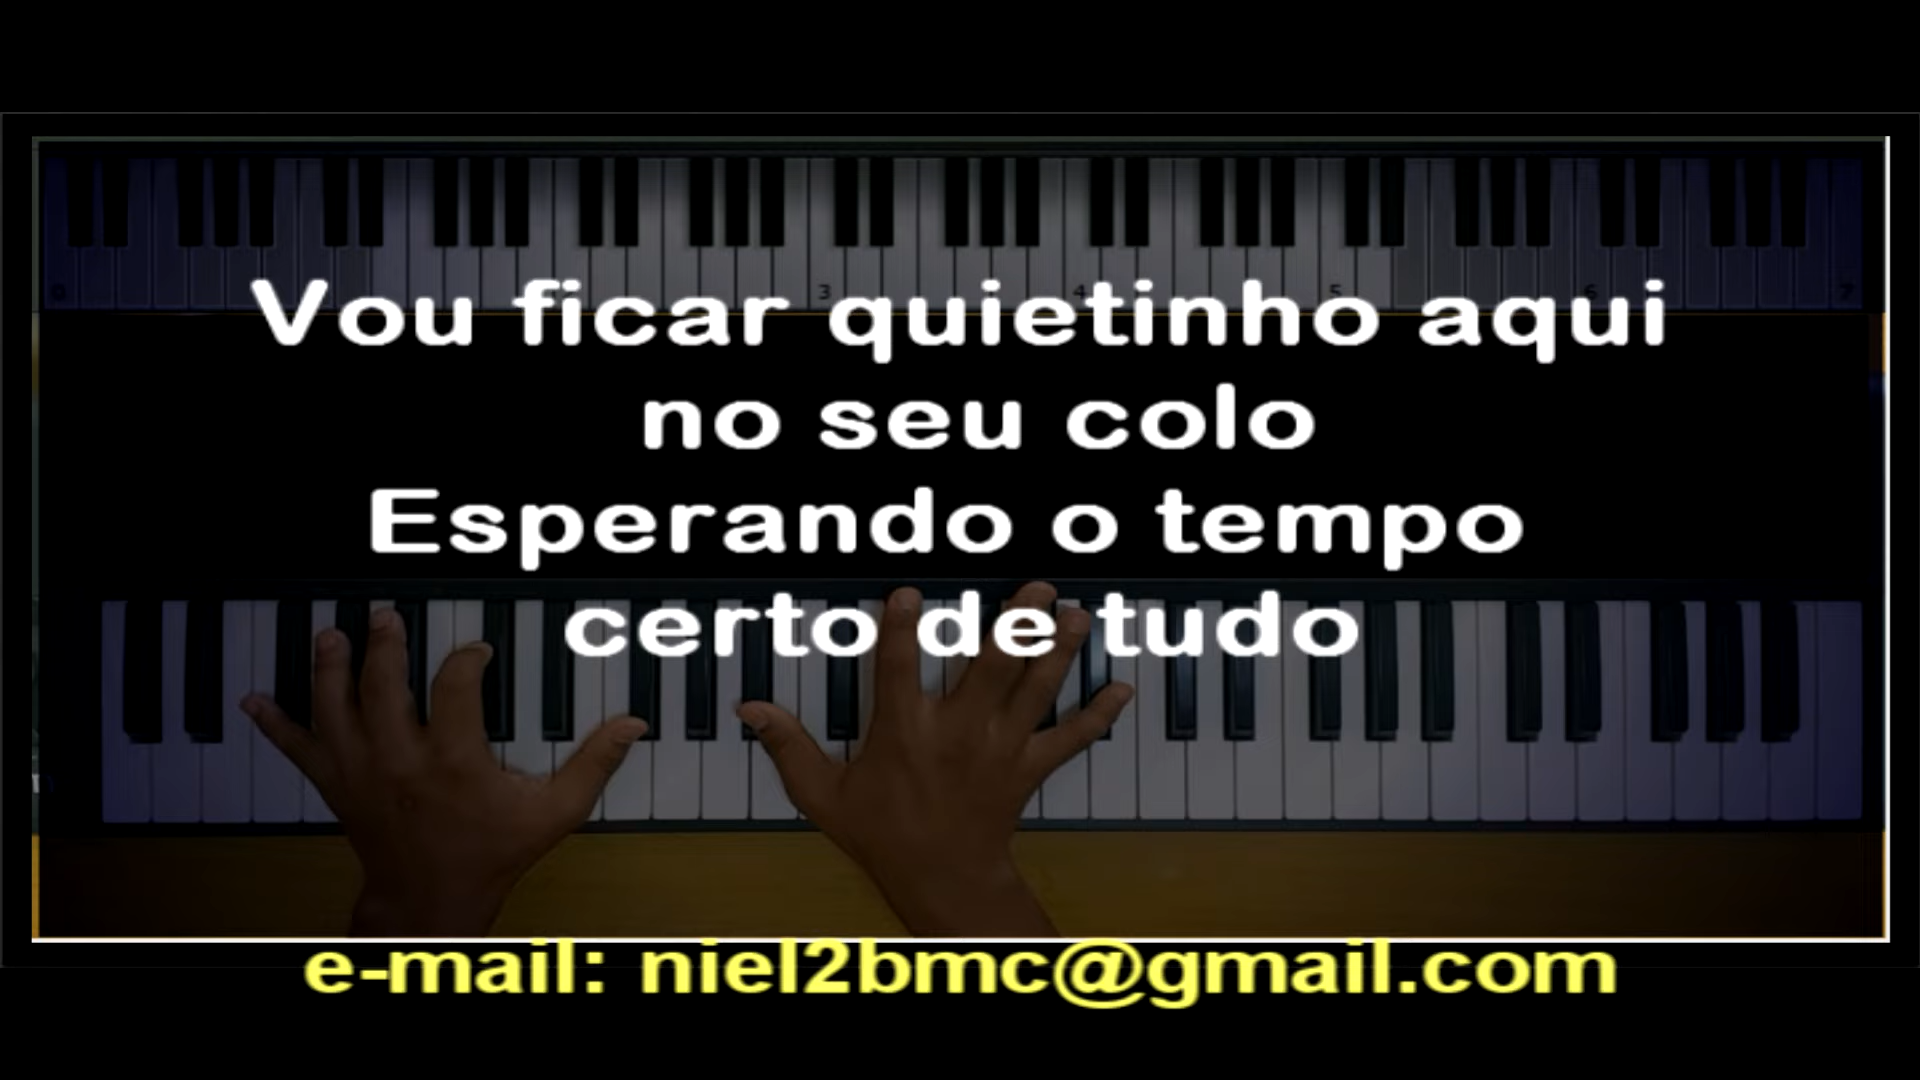 Vou ficar quietinho aqui
no seu colo
Esperando o tempo
certo de tudo
e-mail: niel2bmc@gmail.com